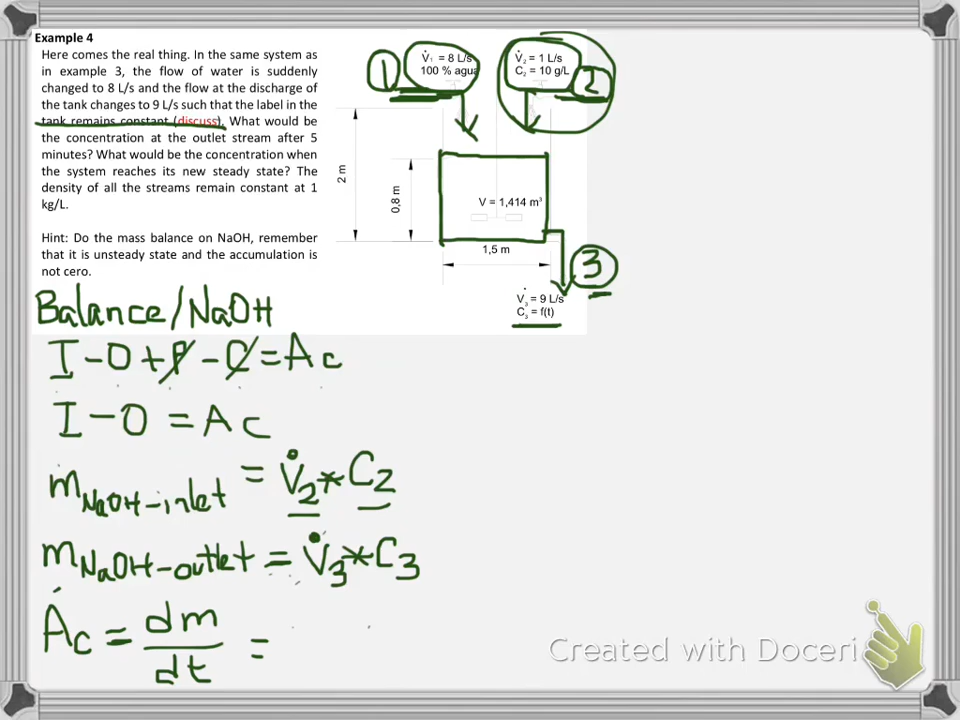 Example 4
Here comes the real thing. In the same system as
in example 3, the flow of water is suddenly
changed to 8 L/s and the flow at the discharge of
the tank changes to 9 L/s such that the label in the
tank remains constant (discuss). What would be
the concentration at the outlet stream after 5
minutes? What would be the concentration when
the system reaches its new steady state? The
density of all the streams remain constant at 1
kg/L.
Hint: Do the mass balance on NaOH, remember
that it is unsteady state and the accumulation is
not cero.
1
V̇₁ = 8 L/s
100 % agua
V̇₂ = 1 L/s
C₂ = 10 g/L
2
2 m
0,8 m
V = 1,414 m³
1,5 m
3
V̇₃ = 9 L/s
C₃ = f(t)
Balance/NaOH
I - O + P - C = Ac
I - O = Ac
ṁ NaOH-inlet = V̇₂ * C₂
ṁ NaOH-outlet = V̇₃ * C₃
Ȧc = dm/dt =
Created with Doceri